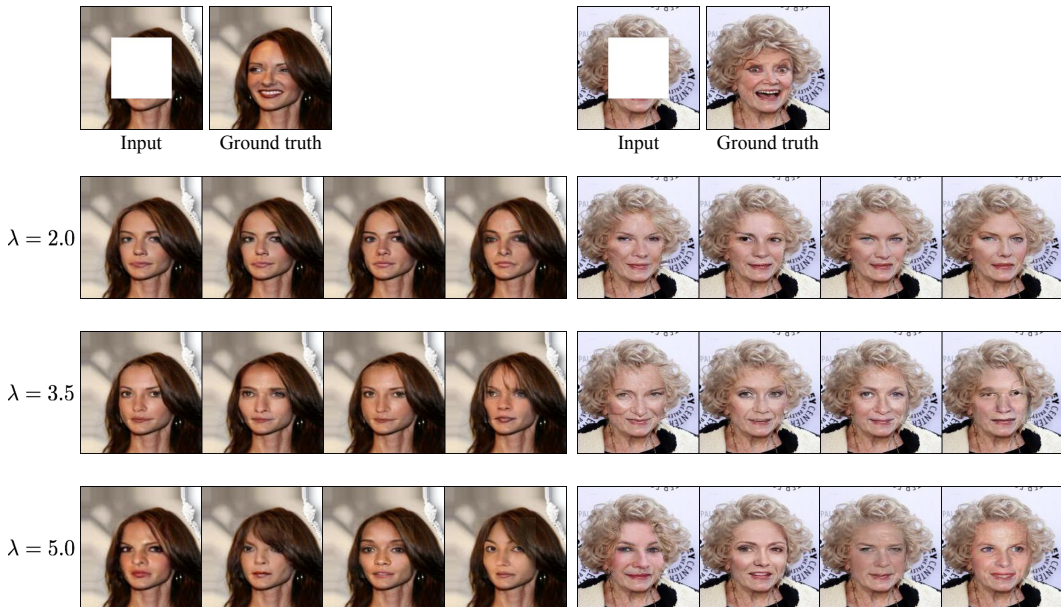 Input
Ground truth
Input
Ground truth
λ = 2.0
λ = 3.5
λ = 5.0